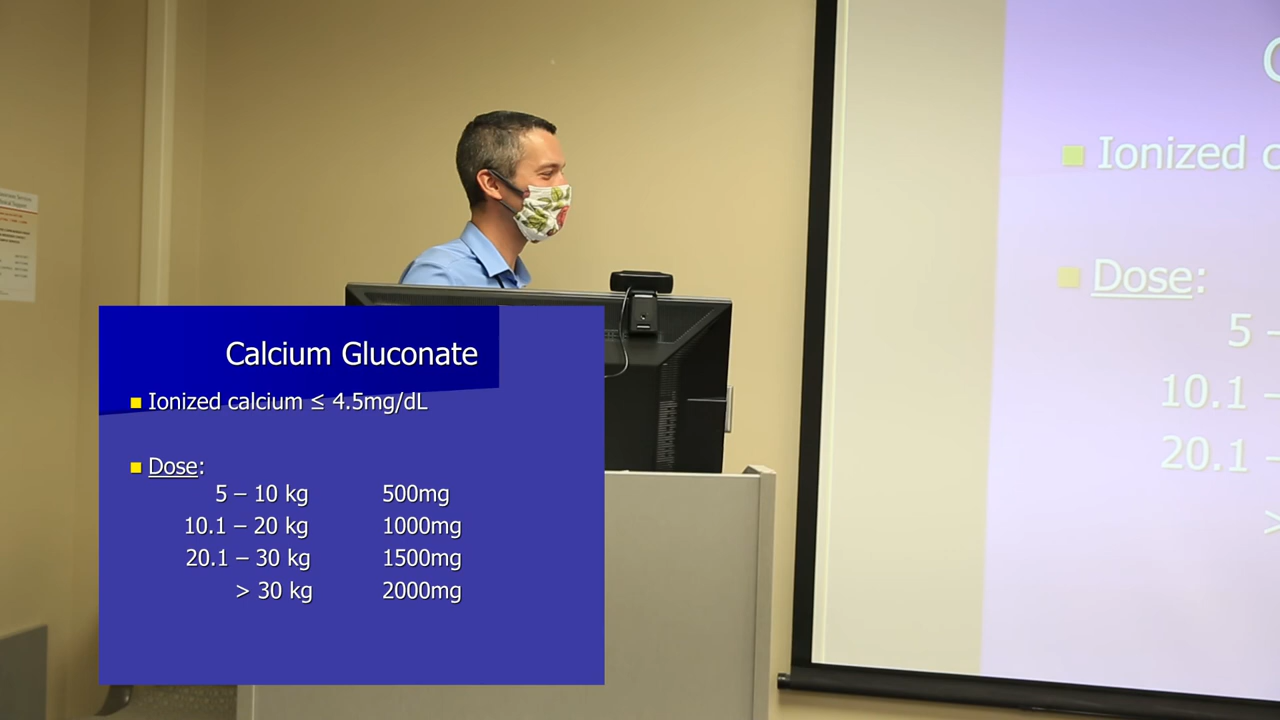 Calcium Gluconate
Ionized calcium ≤ 4.5mg/dL
Dose:
5 – 10 kg 500mg
10.1 – 20 kg 1000mg
20.1 – 30 kg 1500mg
> 30 kg 2000mg
Ionized c
Dose:
5 –
10.1 –
20.1 –
>